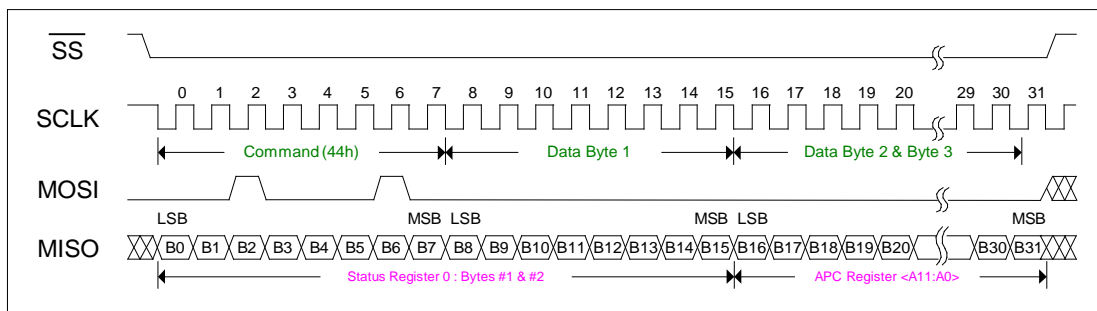 SS
0 1 2 3 4 5 6 7 8 9 10 11 12 13 14 15 16 17 18 19 20 29 30 31
SCLK
Command (44h) Data Byte 1 Data Byte 2 & Byte 3
MOSI
LSB MSB LSB MSB LSB MSB
MISO B0 B1 B2 B3 B4 B5 B6 B7 B8 B9 B10 B11 B12 B13 B14 B15 B16 B17 B18 B19 B20 B30 B31
Status Register 0 : Bytes #1 & #2 APC Register <A11:A0>